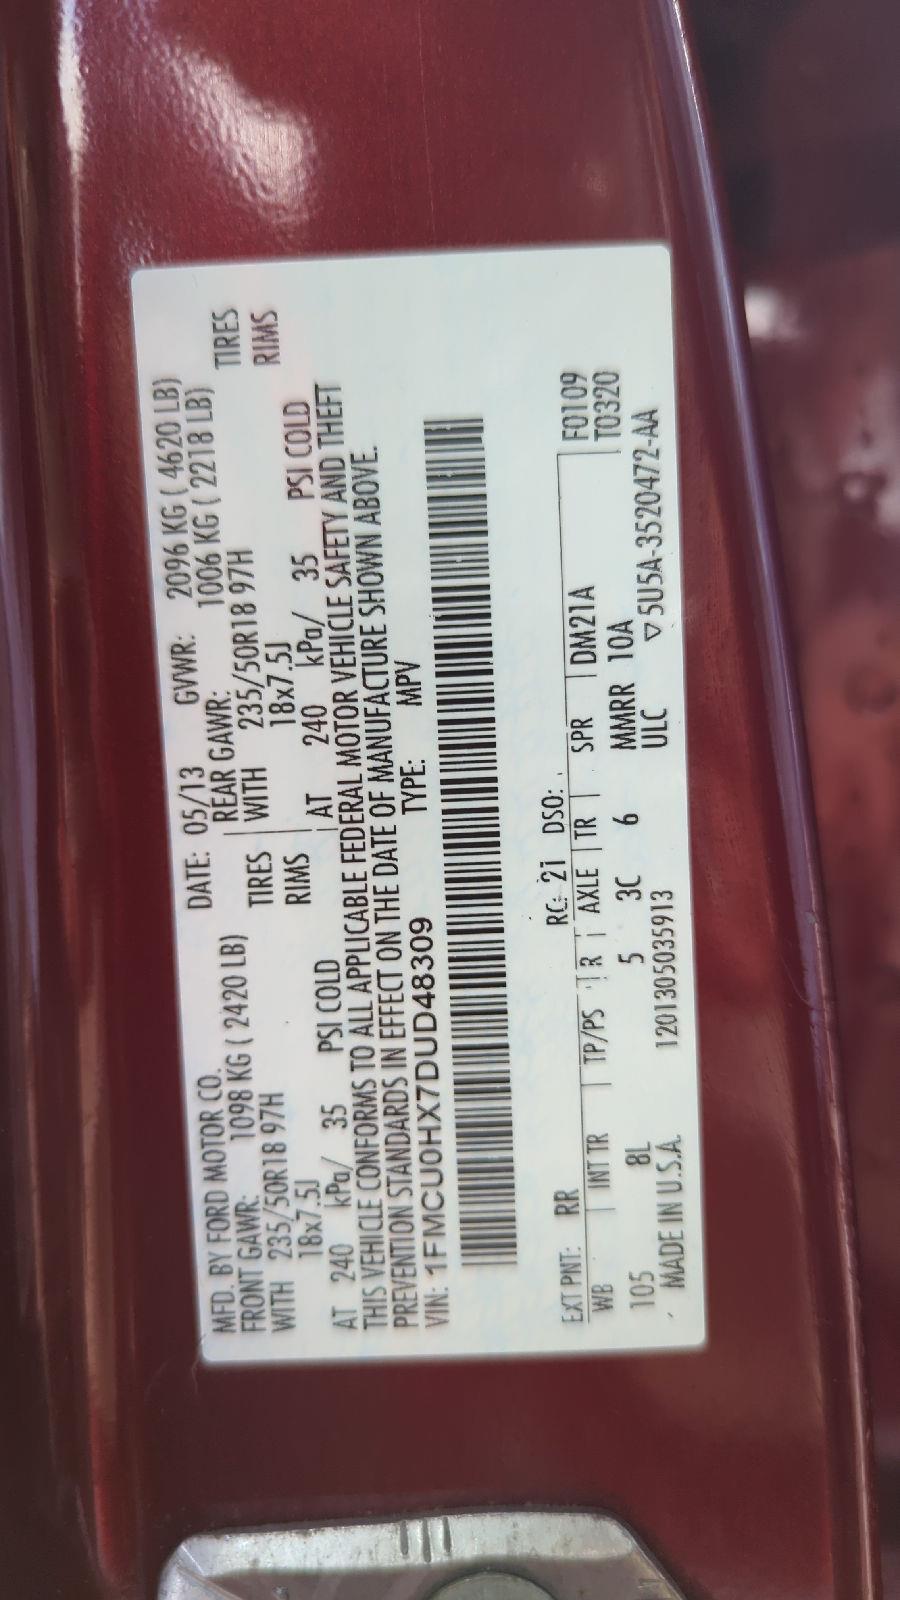 MFD. BY FORD MOTOR CO. DATE: 05/13 GVWR: 2096 KG ( 4620 LB)
FRONT GAWR: 1098 KG ( 2420 LB) REAR GAWR: 1006 KG ( 2218 LB)
WITH 235/50R18 97H TIRES WITH 235/50R18 97H TIRES
18x7.5J RIMS 18x7.5J RIMS
AT 240 kPa/ 35 PSI COLD AT 240 kPa/ 35 PSI COLD
THIS VEHICLE CONFORMS TO ALL APPLICABLE FEDERAL MOTOR VEHICLE SAFETY AND THEFT
PREVENTION STANDARDS IN EFFECT ON THE DATE OF MANUFACTURE SHOWN ABOVE.
VIN: 1FMCU0HX7DUD48309 TYPE: MPV
EXT PNT: RR RC: 21 DSO: F0109
WB INT TR TP/PS R AXLE TR SPR DM21A T0320
105 8L 5 3C 6 MMRR 10A
MADE IN U.S.A. 1201305035913 ULC ▽5U5A-3520472-AA